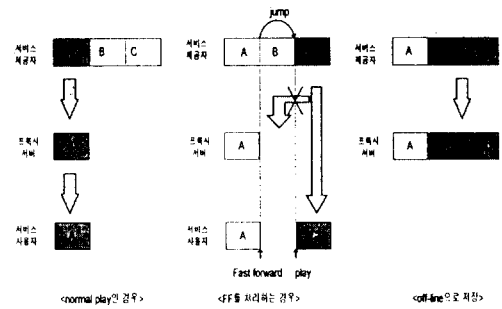 jump
서비스
제공자
B C
A B
A
프록시
서버
A
A
서비스
사용자
A
Fast forward play
<normal play인 경우>
<FF를 처리하는 경우>
<off-line으로 저장>
서비스
제공자
프록시
서버
서비스
사용자
서비스
제공자
프록시
서버